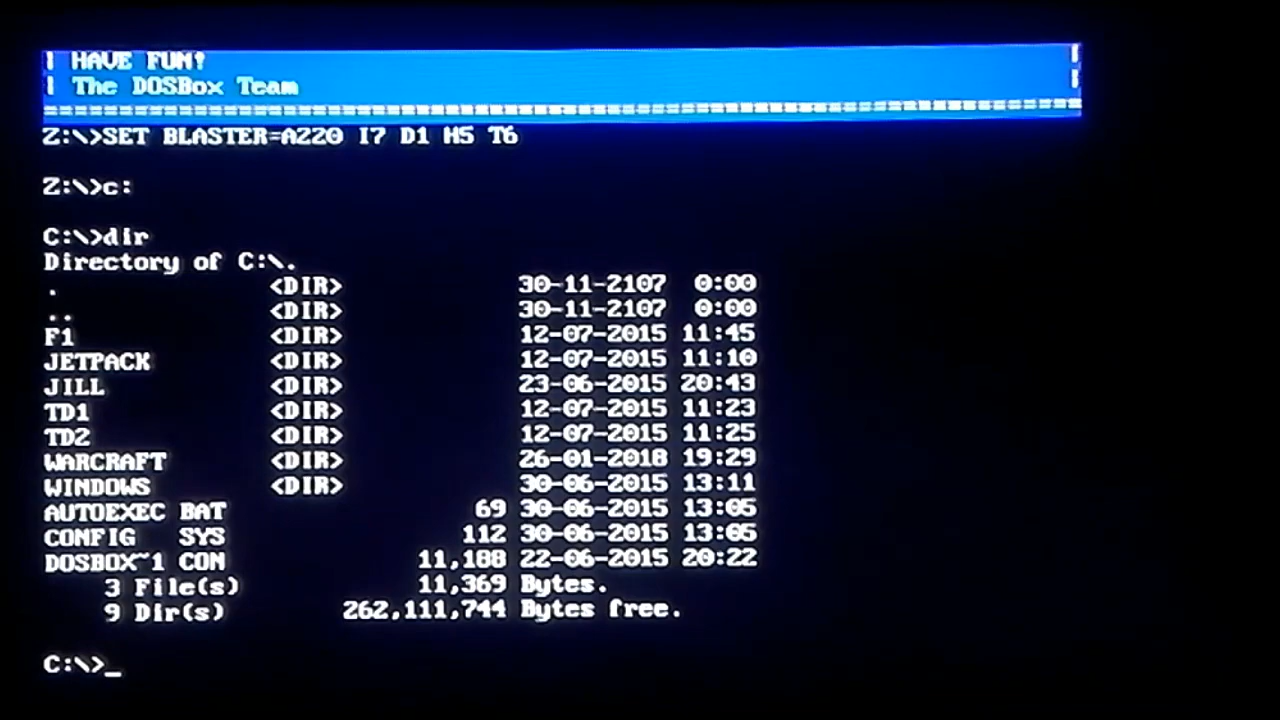 | HAVE FUN!                                                          |
| The DOSBox Team                                                    |
======================================================================
Z:\>SET BLASTER=A220 I7 D1 H5 T6
Z:\>c:
C:\>dir
Directory of C:\.
.              <DIR>            30-11-2107  0:00
..             <DIR>            30-11-2107  0:00
F1             <DIR>            12-07-2015 11:45
JETPACK        <DIR>            12-07-2015 11:10
JILL           <DIR>            23-06-2015 20:43
TD1            <DIR>            12-07-2015 11:23
TD2            <DIR>            12-07-2015 11:25
WARCRAFT       <DIR>            26-01-2018 19:29
WINDOWS        <DIR>            30-06-2015 13:11
AUTOEXEC BAT                 69 30-06-2015 13:05
CONFIG   SYS                112 30-06-2015 13:05
DOSBOX~1 CON             11,188 22-06-2015 20:22
    3 File(s)            11,369 Bytes.
    9 Dir(s)        262,111,744 Bytes free.
C:\>_